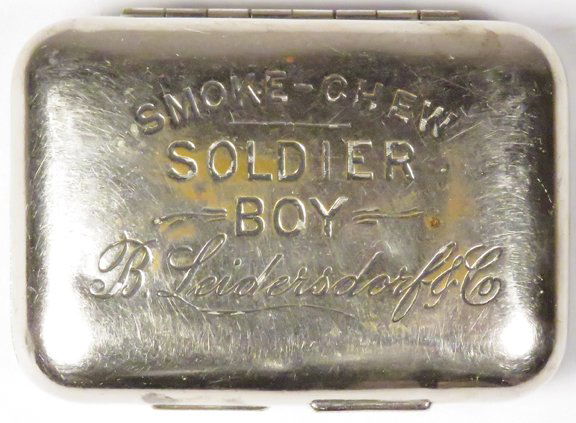 SMOKE-CHEW
SOLDIER
BOY
B Leidersdorf & Co